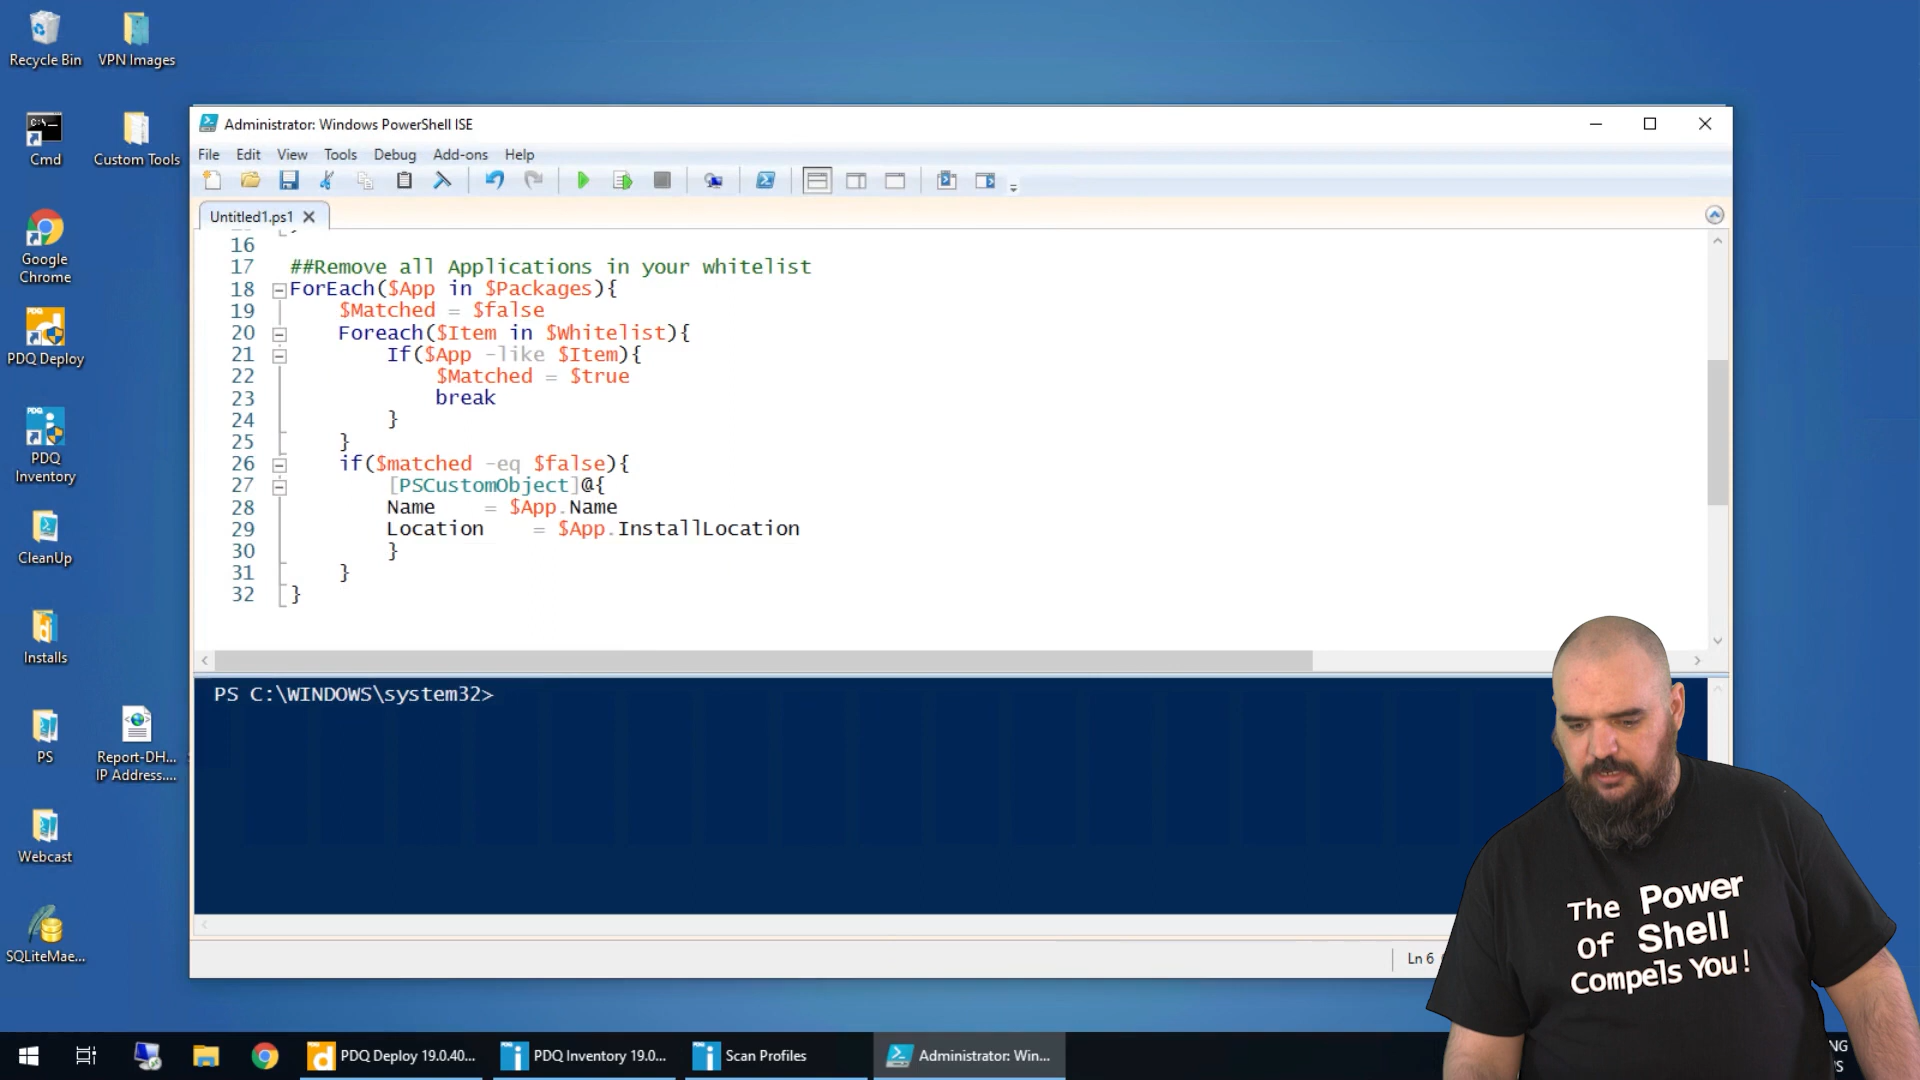 Recycle Bin
VPN Images
Cmd
Custom Tools
Google
Chrome
PDQ
PDQ Deploy
PDQ
PDQ
Inventory
CleanUp
Installs
PS
Report-DH...
IP Address....
Webcast
SQLiteMae...
Administrator: Windows PowerShell ISE
File Edit View Tools Debug Add-ons Help
Untitled1.ps1
16
17 ##Remove all Applications in your whitelist
18 ForEach($App in $Packages){
19 $Matched = $false
20 Foreach($Item in $Whitelist){
21 If($App -like $Item){
22 $Matched = $true
23 break
24 }
25 }
26 if($matched -eq $false){
27 [PSCustomObject]@{
28 Name    = $App.Name
29 Location    = $App.InstallLocation
30 }
31 }
32 }
PS C:\WINDOWS\system32>
Ln 6
The Power
of Shell
Compels You!
PDQ Deploy 19.0.40...
PDQ Inventory 19.0...
Scan Profiles
Administrator: Win...